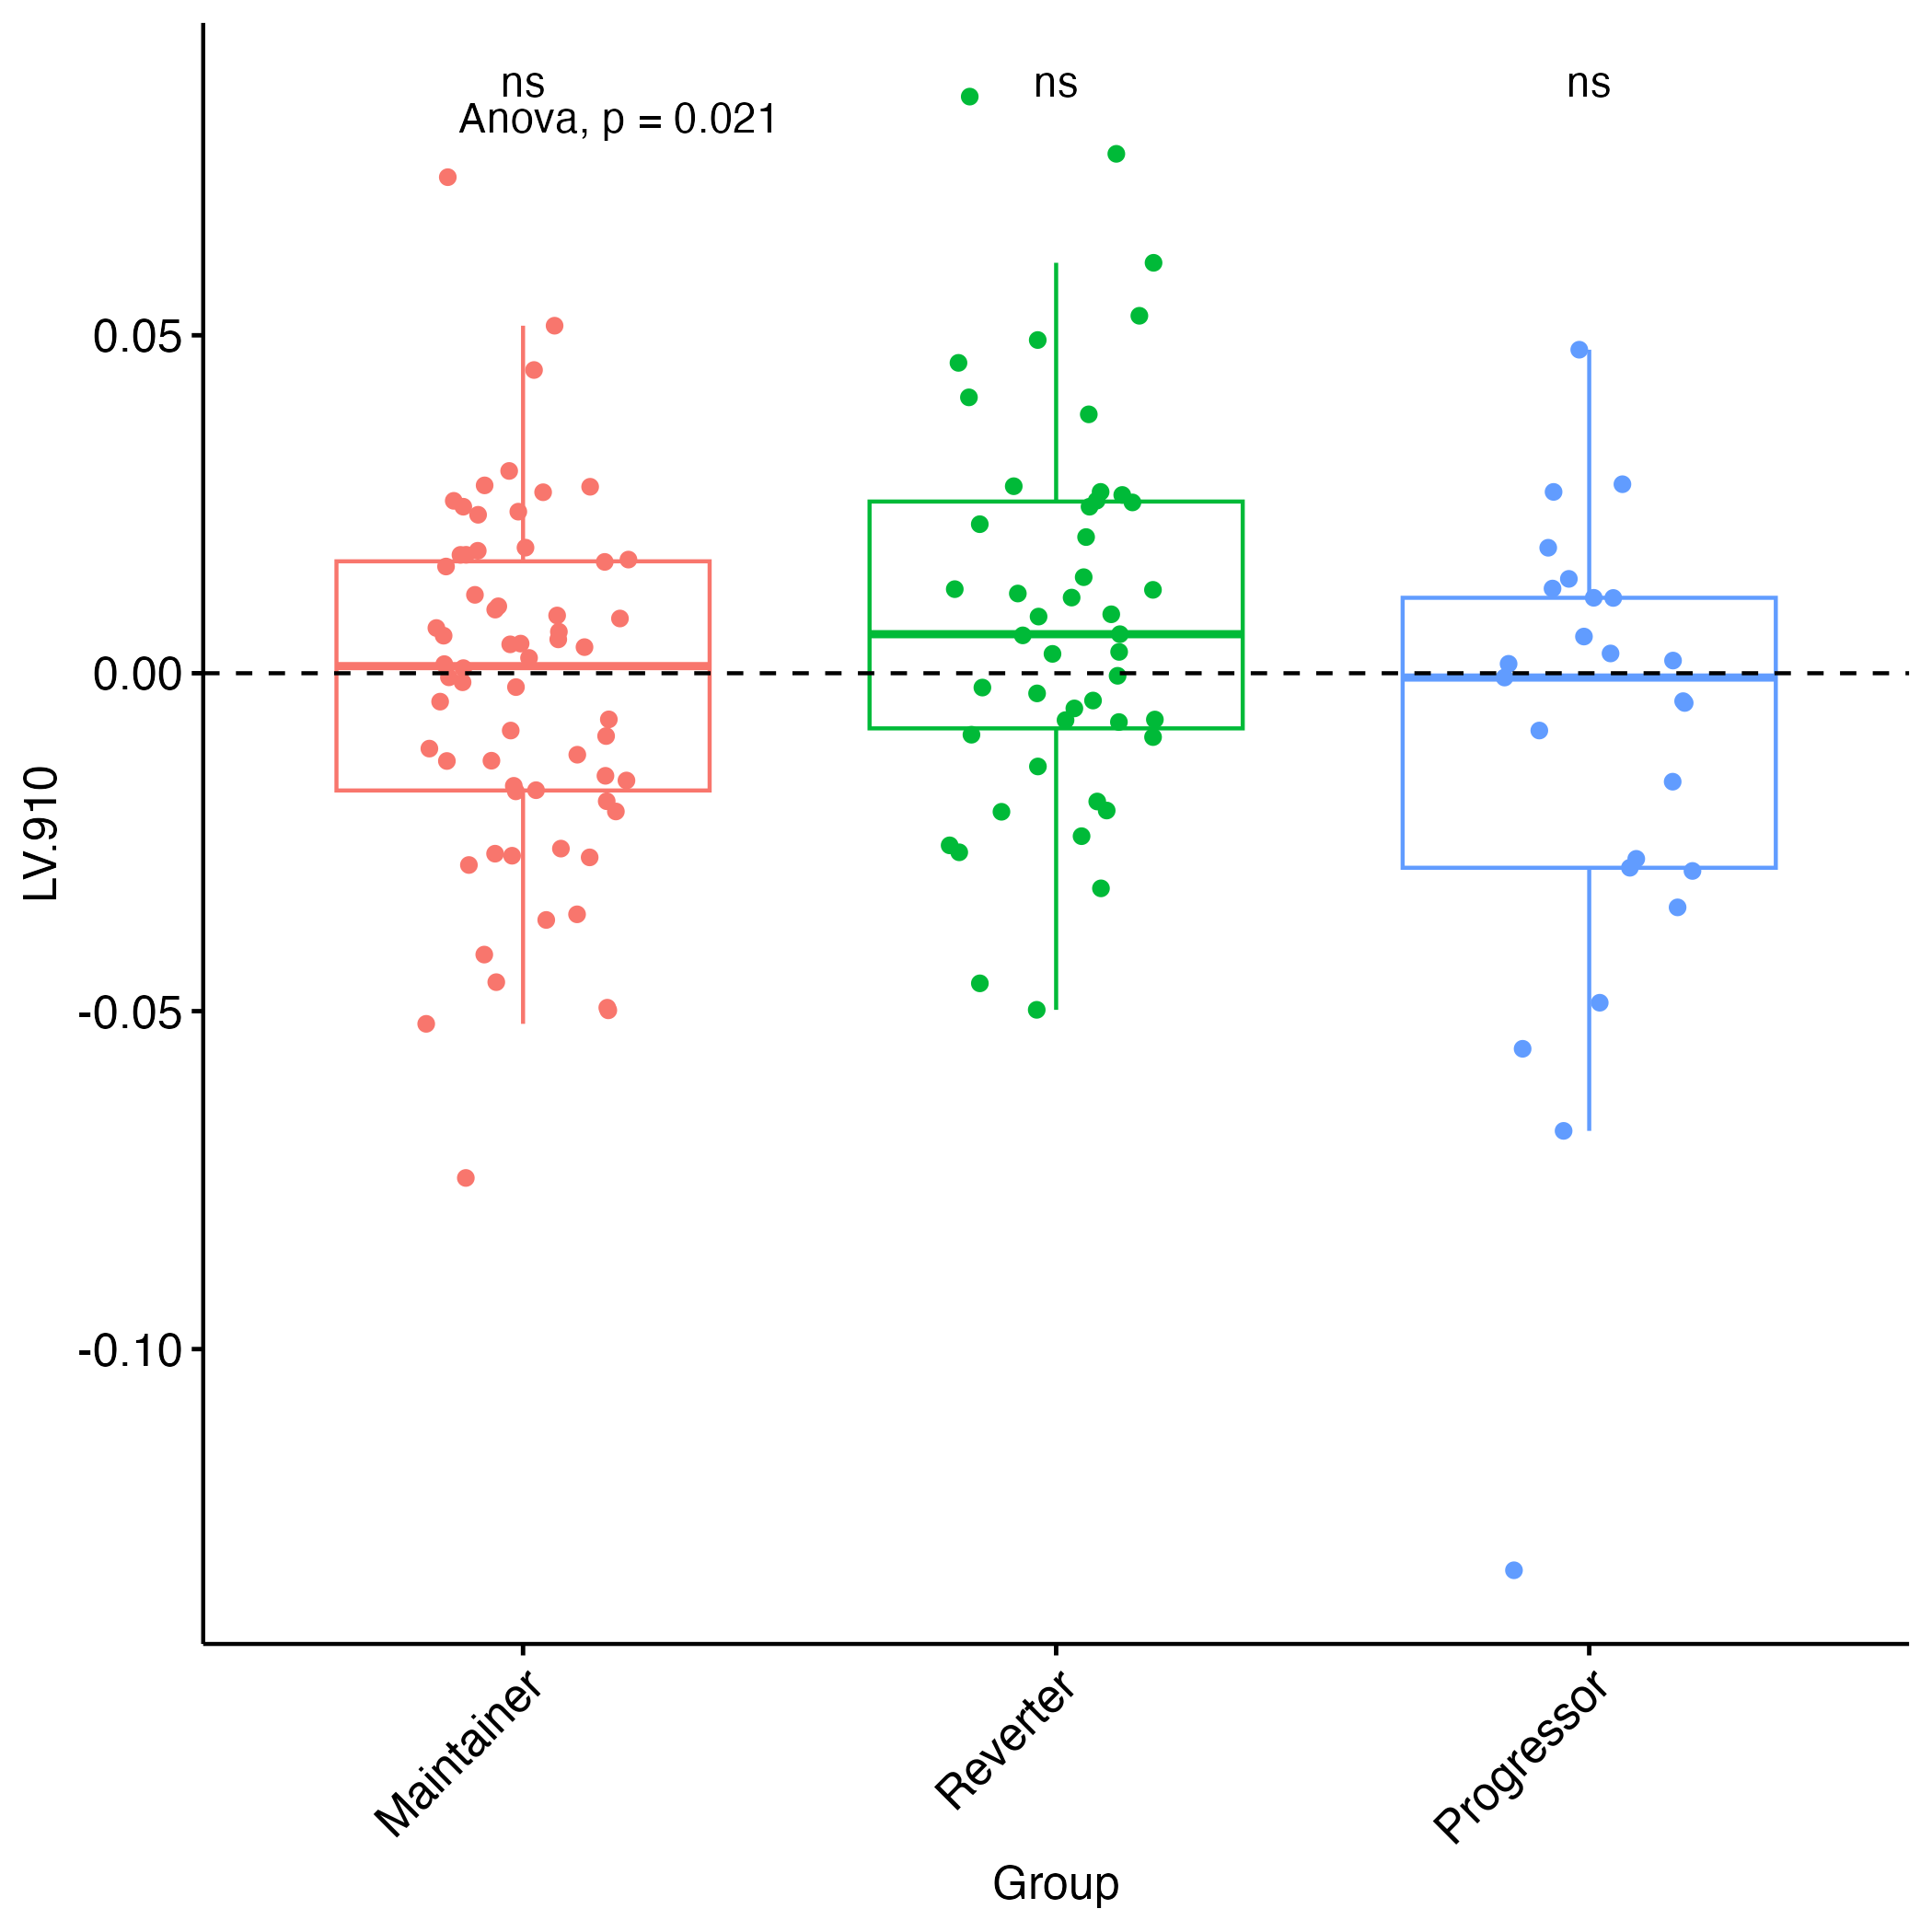 ns ns ns
Anova, p = 0.021
0.05
0.00
-0.05
-0.10
LV.910
Maintainer
Reverter
Progressor
Group